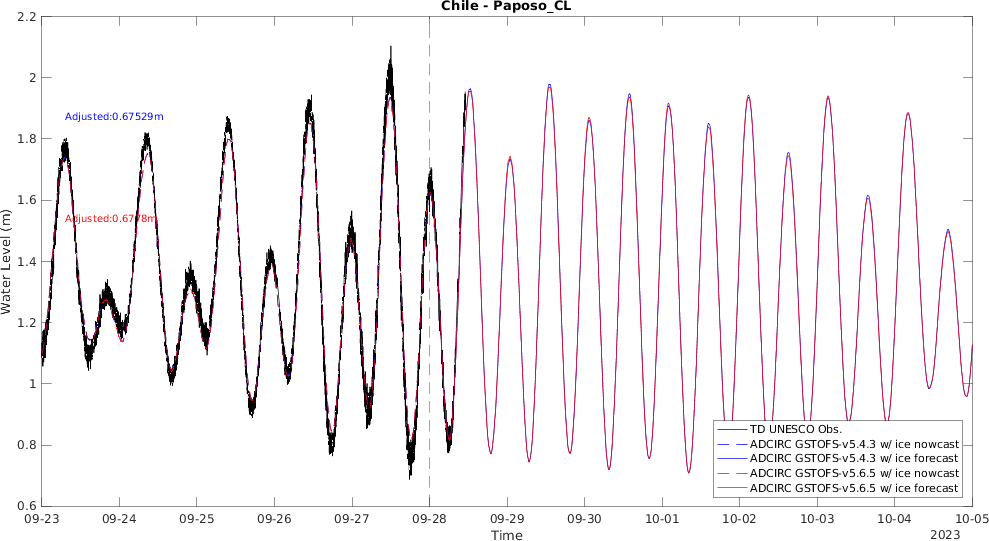 Chile - Paposo_CL
2.2
2
1.8
1.6
1.4
1.2
1
0.8
0.6
Water Level (m)
Adjusted:0.67529m
Adjusted:0.6778m
TD UNESCO Obs.
ADCIRC GSTOFS-v5.4.3 w/ ice nowcast
ADCIRC GSTOFS-v5.4.3 w/ ice forecast
ADCIRC GSTOFS-v5.6.5 w/ ice nowcast
ADCIRC GSTOFS-v5.6.5 w/ ice forecast
09-23 09-24 09-25 09-26 09-27 09-28 09-29 09-30 10-01 10-02 10-03 10-04 10-05
Time
2023